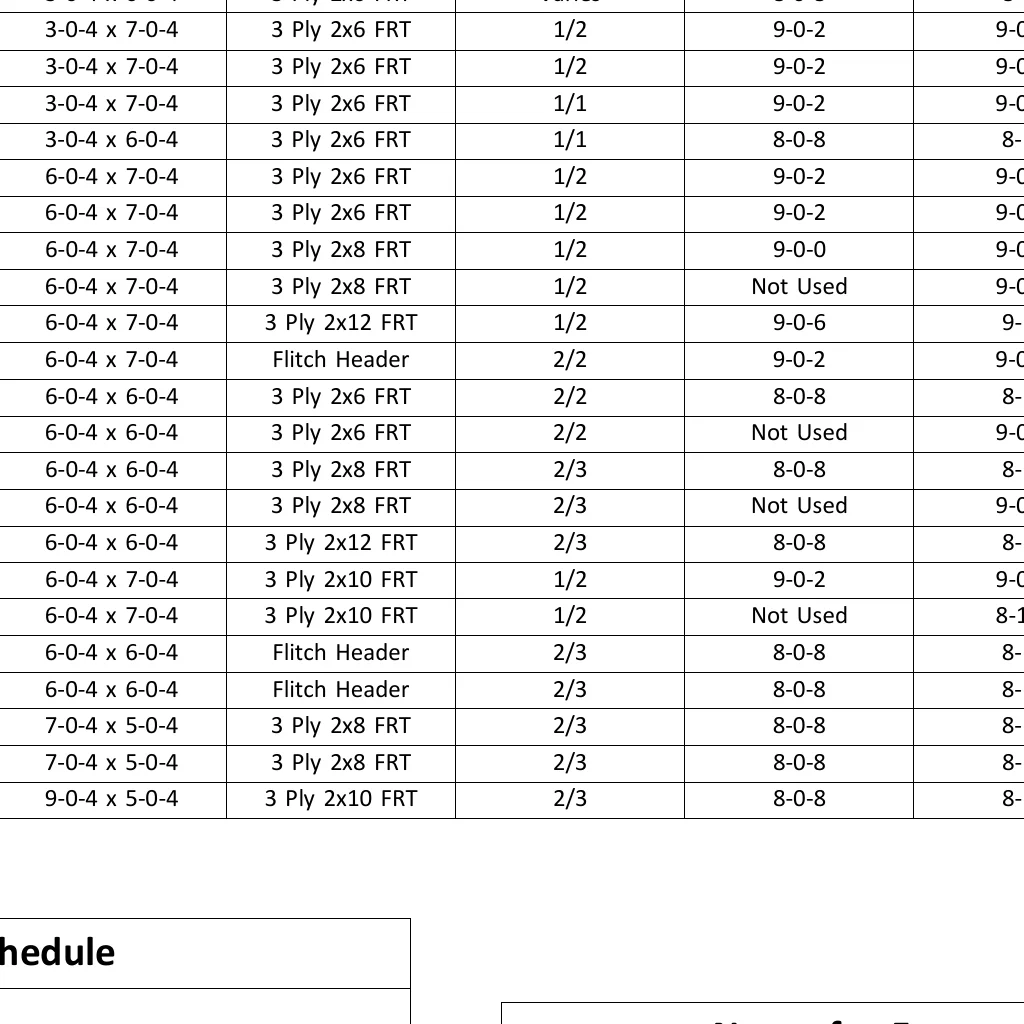 3-0-4 x 7-0-4 3 Ply 2x6 FRT 1/2 9-0-2
3-0-4 x 7-0-4 3 Ply 2x6 FRT 1/2 9-0-2
3-0-4 x 7-0-4 3 Ply 2x6 FRT 1/1 9-0-2
3-0-4 x 6-0-4 3 Ply 2x6 FRT 1/1 8-0-8 8-
6-0-4 x 7-0-4 3 Ply 2x6 FRT 1/2 9-0-2
6-0-4 x 7-0-4 3 Ply 2x6 FRT 1/2 9-0-2
6-0-4 x 7-0-4 3 Ply 2x8 FRT 1/2 9-0-0
6-0-4 x 7-0-4 3 Ply 2x8 FRT 1/2 Not Used
6-0-4 x 7-0-4 3 Ply 2x12 FRT 1/2 9-0-6 9-
6-0-4 x 7-0-4 Flitch Header 2/2 9-0-2
6-0-4 x 6-0-4 3 Ply 2x6 FRT 2/2 8-0-8 8-
6-0-4 x 6-0-4 3 Ply 2x6 FRT 2/2 Not Used
6-0-4 x 6-0-4 3 Ply 2x8 FRT 2/3 8-0-8 8-
6-0-4 x 6-0-4 3 Ply 2x8 FRT 2/3 Not Used
6-0-4 x 6-0-4 3 Ply 2x12 FRT 2/3 8-0-8 8-
6-0-4 x 7-0-4 3 Ply 2x10 FRT 1/2 9-0-2
6-0-4 x 7-0-4 3 Ply 2x10 FRT 1/2 Not Used 8-1
6-0-4 x 6-0-4 Flitch Header 2/3 8-0-8 8-
6-0-4 x 6-0-4 Flitch Header 2/3 8-0-8 8-
7-0-4 x 5-0-4 3 Ply 2x8 FRT 2/3 8-0-8 8-
7-0-4 x 5-0-4 3 Ply 2x8 FRT 2/3 8-0-8 8-
9-0-4 x 5-0-4 3 Ply 2x10 FRT 2/3 8-0-8 8-
hedule